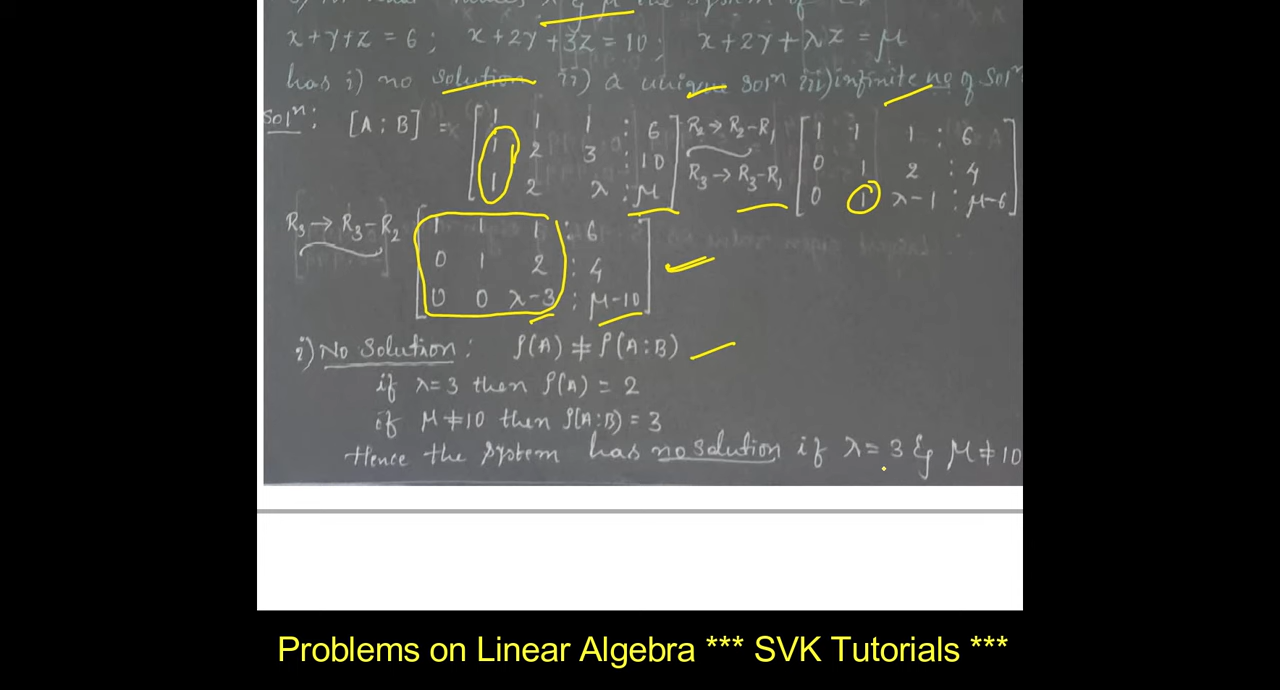 the system of
x+y+z = 6 ; x+2y+3z = 10 ; x+2y+λz = μ
has i) no solution ii) a unique solⁿ iii) infinite no of solⁿ
Solⁿ: [A : B] = [1 1 1 : 6 R₂→R₂-R₁ [1 1 1 : 6
1 2 3 : 10 0 1 2 : 4
1 2 λ : μ] R₃→R₃-R₁ 0 1 λ-1 : μ-6]
R₃→R₃-R₂ [1 1 1 : 6
0 1 2 : 4
0 0 λ-3 : μ-10]
i) No Solution : ρ(A) ≠ ρ(A:B)
if λ=3 then ρ(A) = 2
if μ≠10 then ρ(A:B) = 3
Hence the system has no solution if λ=3 & μ≠10
Problems on Linear Algebra *** SVK Tutorials ***